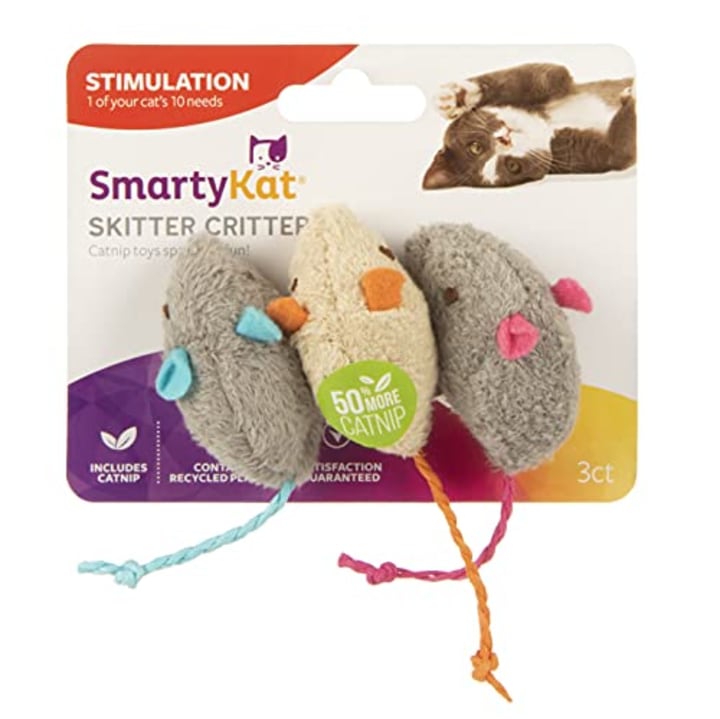 STIMULATION
1 of your cat's 10 needs
SmartyKat®
SKITTER CRITTER
Catnip toys
50% MORE
CATNIP
INCLUDES
CATNIP
RECYCLED
3ct